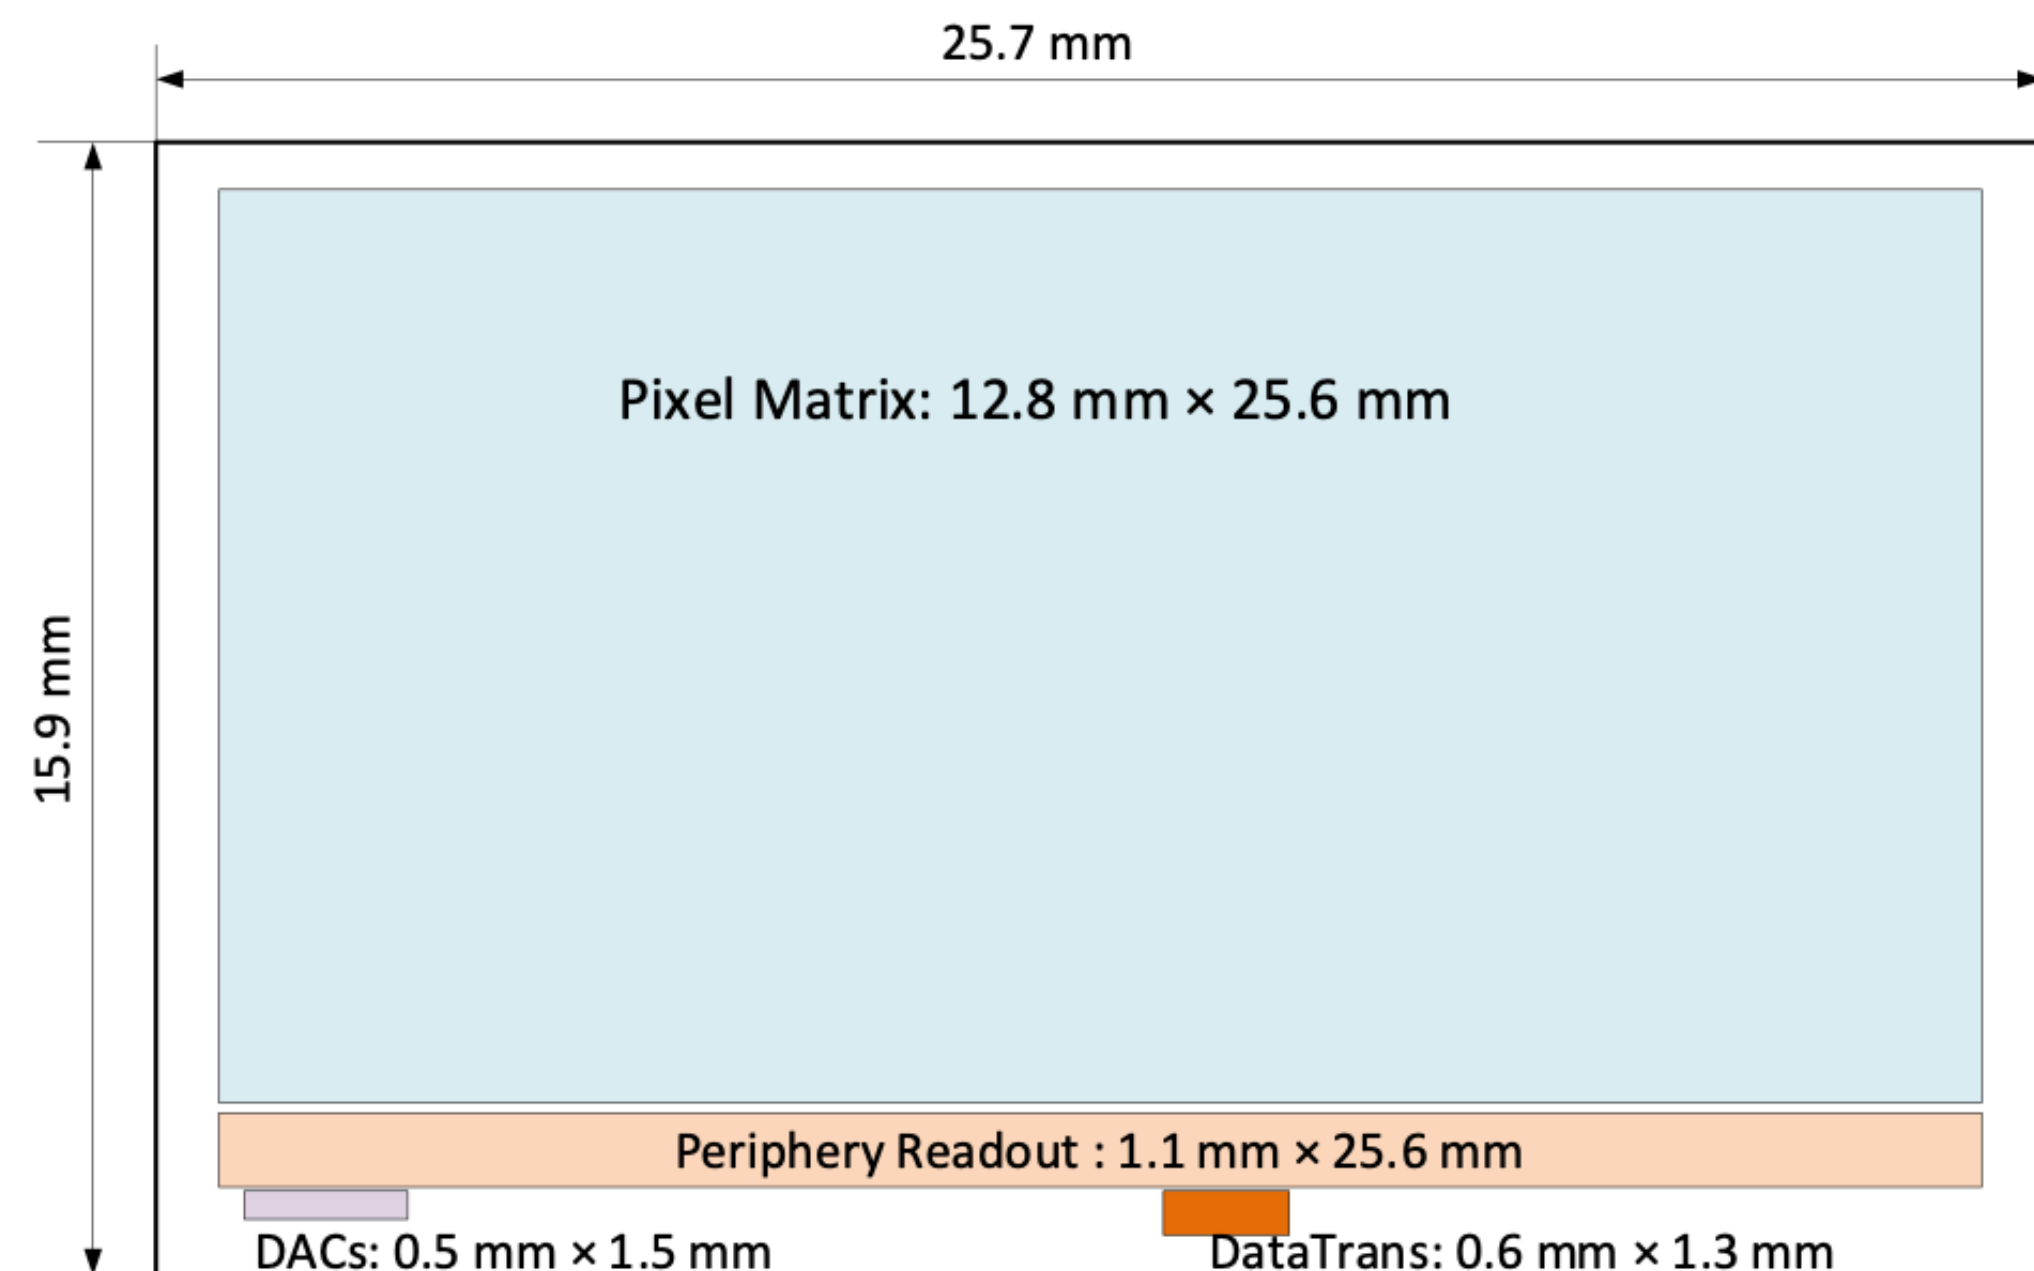 25.7 mm
15.9 mm
Pixel Matrix: 12.8 mm × 25.6 mm
Periphery Readout : 1.1 mm × 25.6 mm
DACs: 0.5 mm × 1.5 mm
DataTrans: 0.6 mm × 1.3 mm